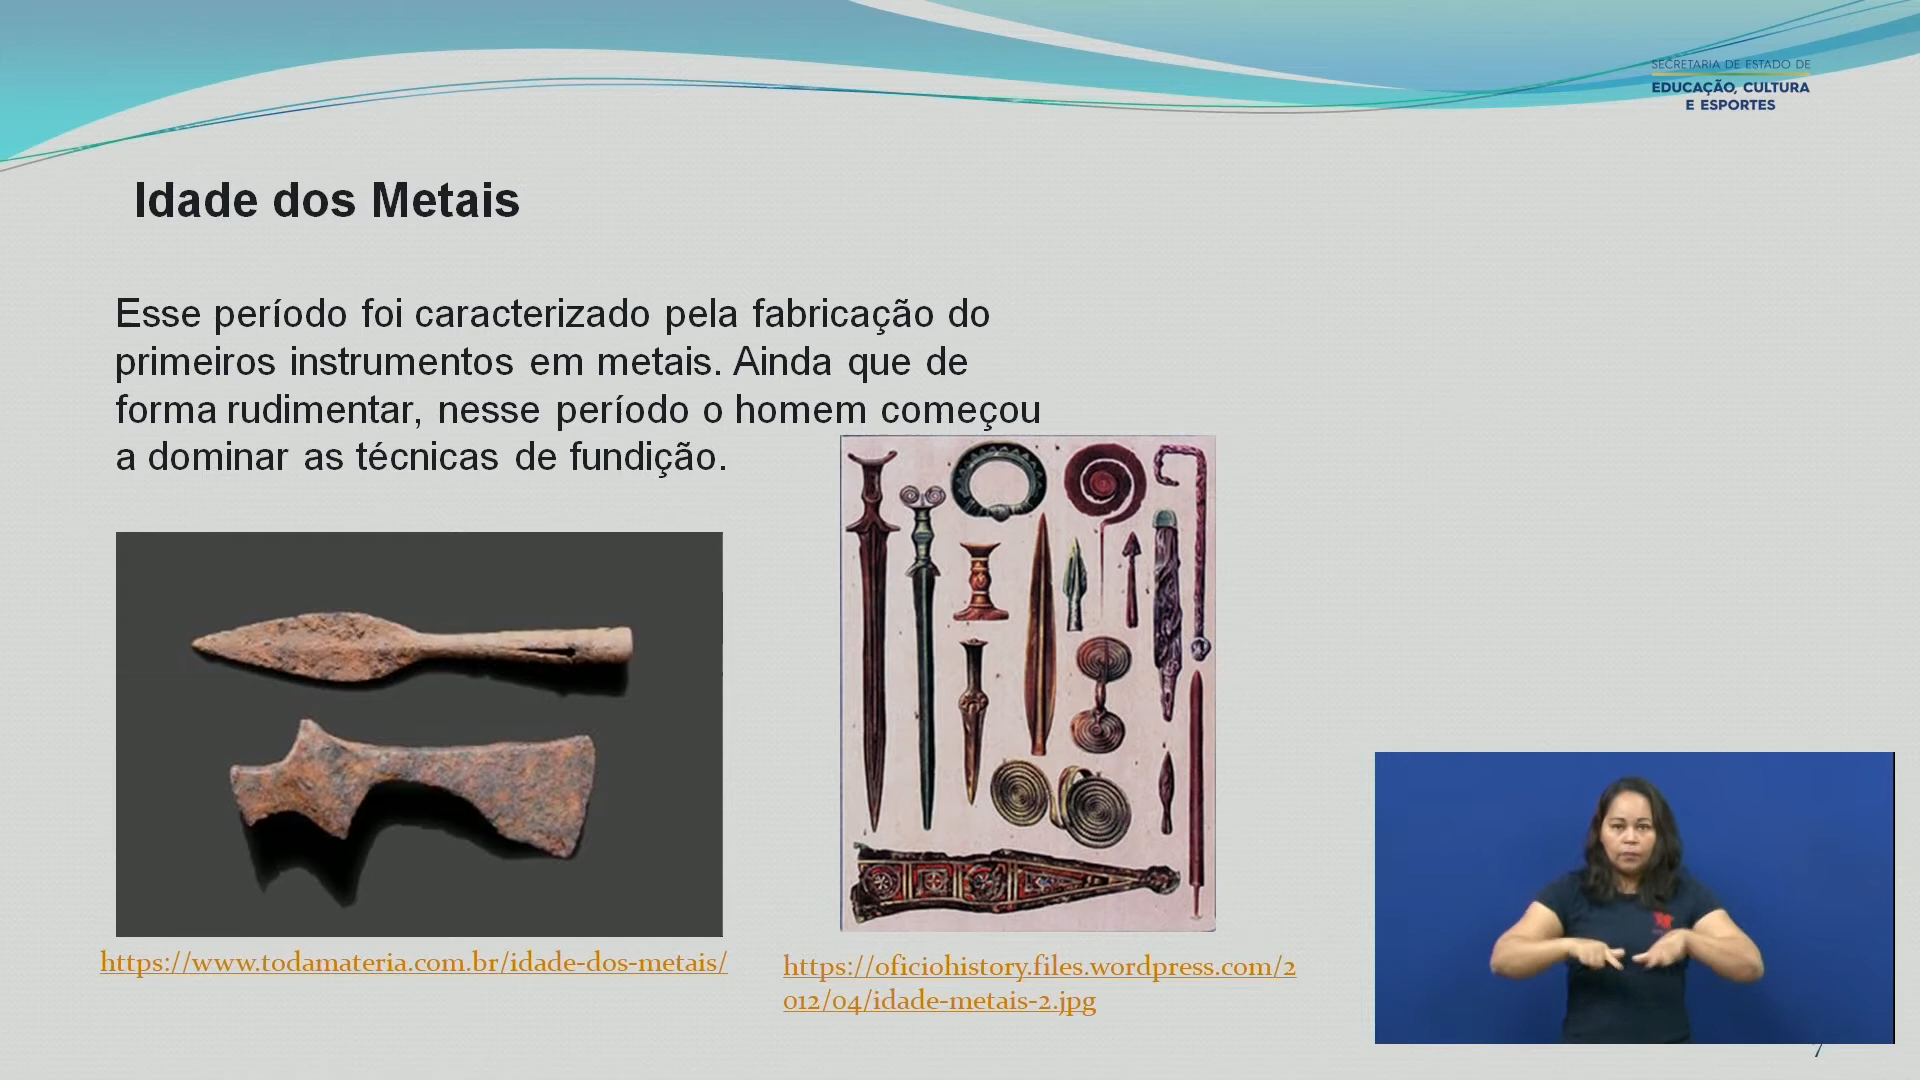 SECRETARIA DE ESTADO DE
EDUCAÇÃO, CULTURA
E ESPORTES
Idade dos Metais
Esse período foi caracterizado pela fabricação do
primeiros instrumentos em metais. Ainda que de
forma rudimentar, nesse período o homem começou
a dominar as técnicas de fundição.
https://www.todamateria.com.br/idade-dos-metais/
https://oficiohistory.files.wordpress.com/2
012/04/idade-metais-2.jpg
7